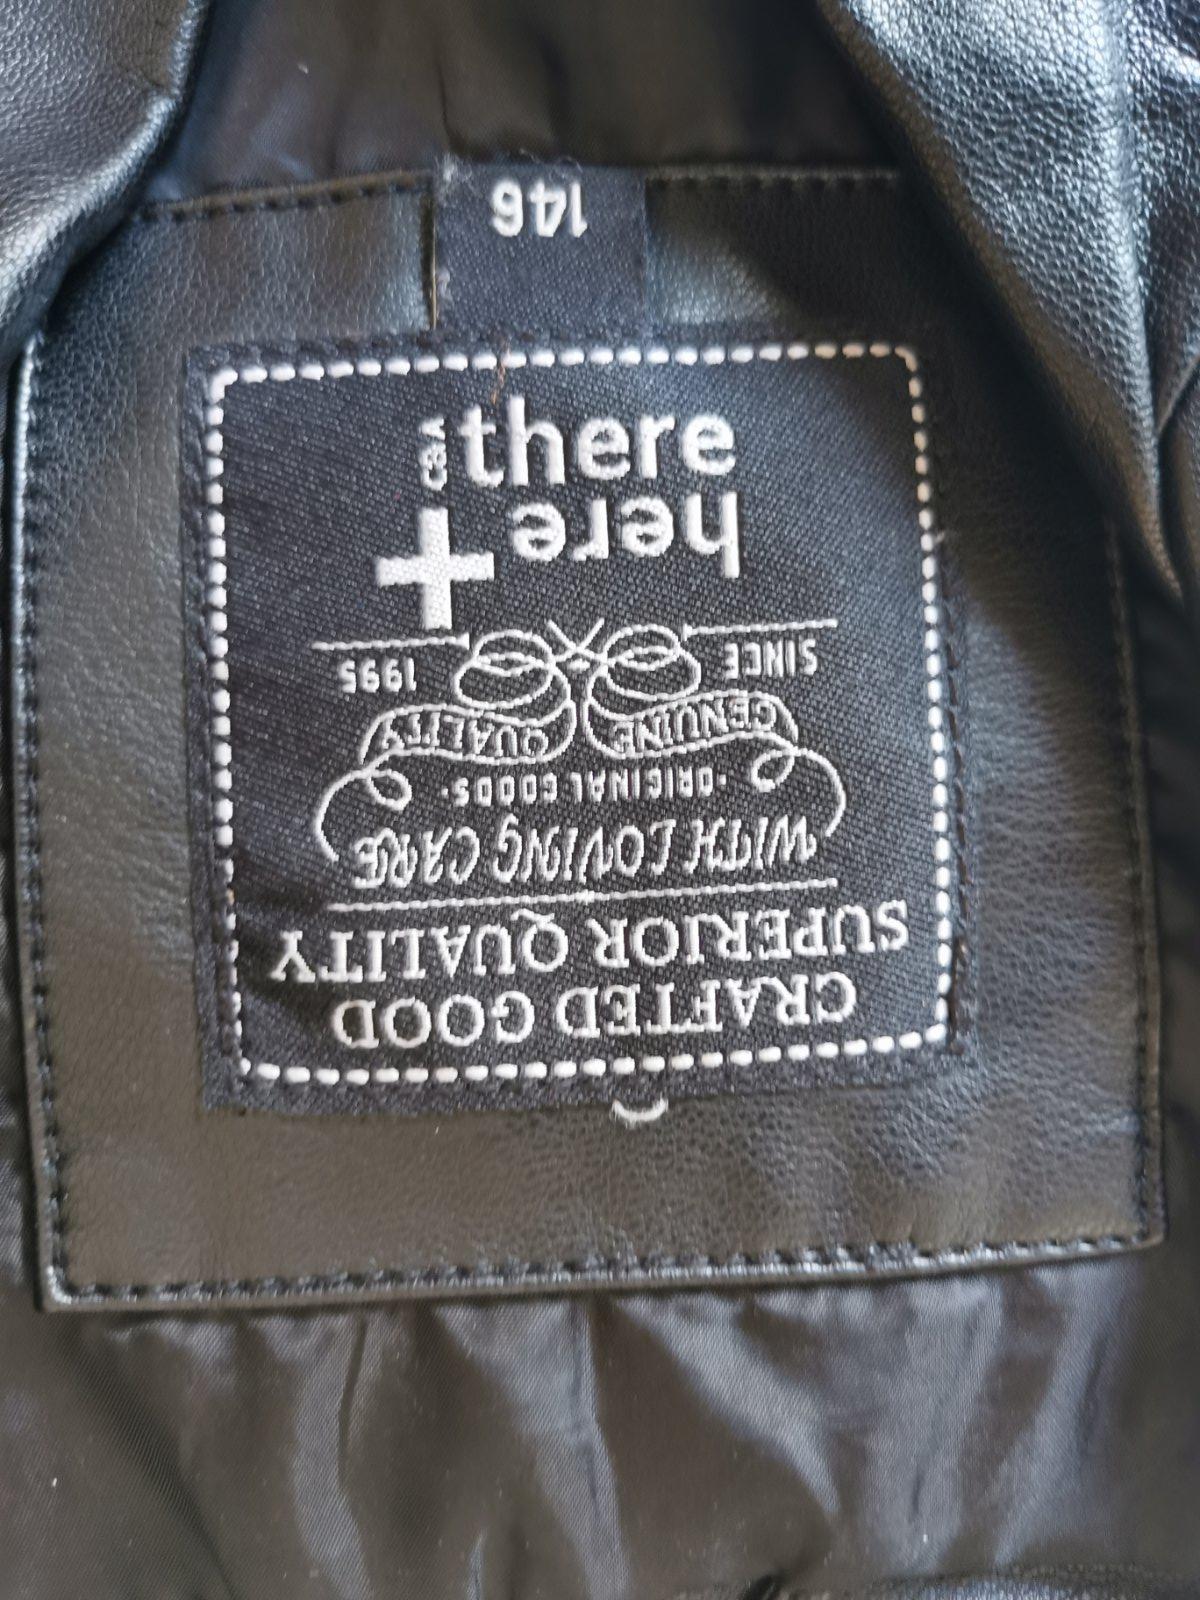 CRAFTED GOOD
SUPERIOR QUALITY
WITH LOVING CARE
·ORIGINAL GOODS·
GENUINE QUALITY
SINCE 1995
here+
there
146